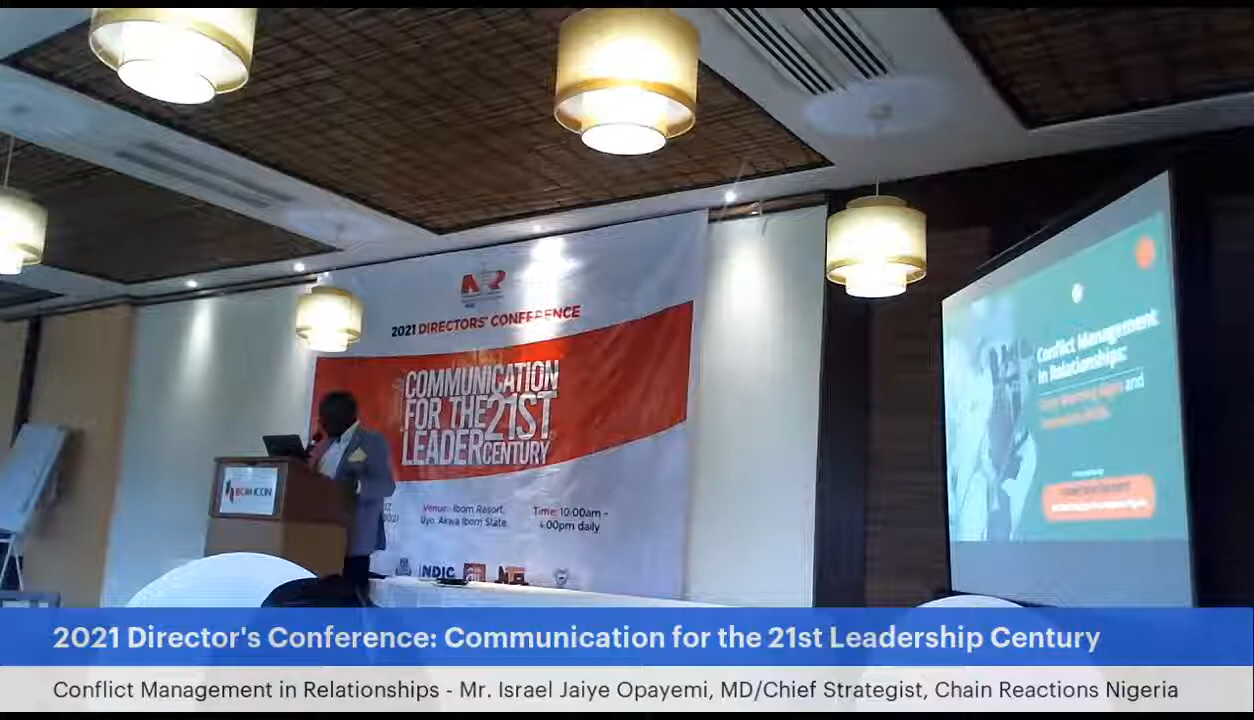 2021 DIRECTORS' CONFERENCE
COMMUNICATION
FOR THE 21ST
LEADER CENTURY
Venue: Ibom Resort,
Uyo, Akwa Ibom State.
Time: 10:00am -
4:00pm daily
NDIC
Conflict Management
in Relationships:
and
2021 Director's Conference: Communication for the 21st Leadership Century
Conflict Management in Relationships - Mr. Israel Jaiye Opayemi, MD/Chief Strategist, Chain Reactions Nigeria